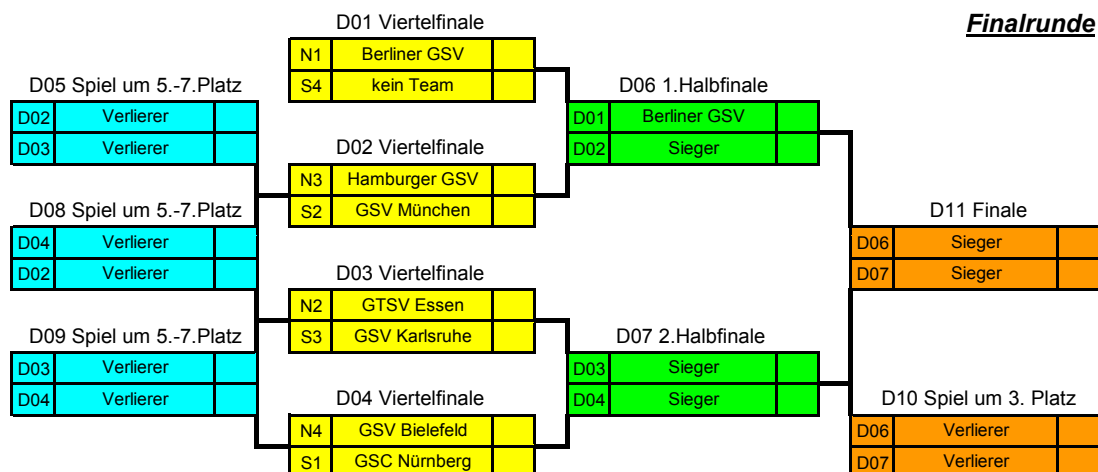 Finalrunde
D01 Viertelfinale
N1 Berliner GSV
S4 kein Team
D02 Viertelfinale
N3 Hamburger GSV
S2 GSV München
D03 Viertelfinale
N2 GTSV Essen
S3 GSV Karlsruhe
D04 Viertelfinale
N4 GSV Bielefeld
S1 GSC Nürnberg
D05 Spiel um 5.-7.Platz
D02 Verlierer
D03 Verlierer
D08 Spiel um 5.-7.Platz
D04 Verlierer
D02 Verlierer
D09 Spiel um 5.-7.Platz
D03 Verlierer
D04 Verlierer
D06 1.Halbfinale
D01 Berliner GSV
D02 Sieger
D07 2.Halbfinale
D03 Sieger
D04 Sieger
D11 Finale
D06 Sieger
D07 Sieger
D10 Spiel um 3. Platz
D06 Verlierer
D07 Verlierer